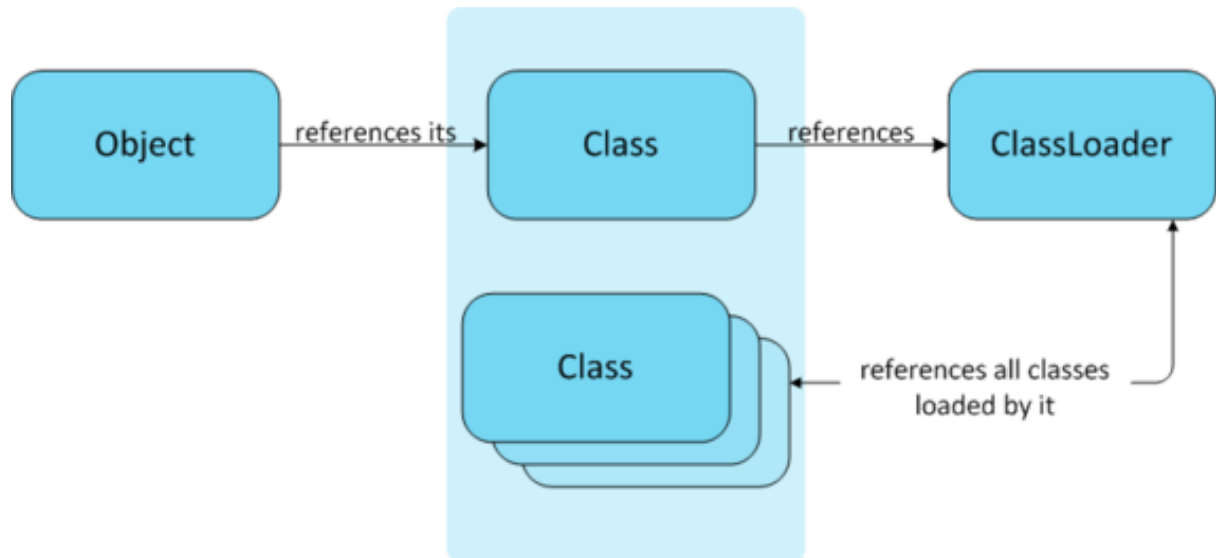 Object
references its
Class
references
ClassLoader
Class
references all classes
loaded by it